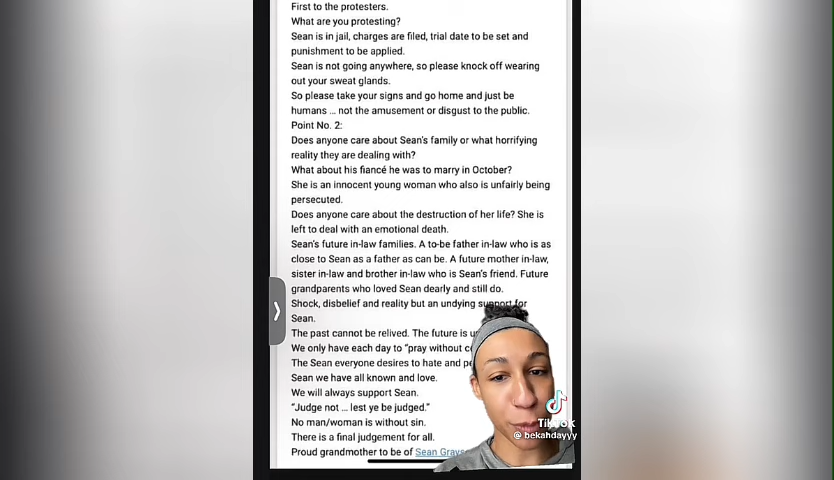 First to the protesters.
What are you protesting?
Sean is in jail, charges are filed, trial date to be set and
punishment to be applied.
Sean is not going anywhere, so please knock off wearing
out your sweat glands.
So please take your signs and go home and just be
humans ... not the amusement or disgust to the public.
Point No. 2:
Does anyone care about Sean's family or what horrifying
reality they are dealing with?
What about his fiancé he was to marry in October?
She is an innocent young woman who also is unfairly being
persecuted.
Does anyone care about the destruction of her life? She is
left to deal with an emotional death.
Sean's future in-law families. A to-be father in-law who is as
close to Sean as a father as can be. A future mother in-law,
sister in-law and brother in-law who is Sean's friend. Future
grandparents who loved Sean dearly and still do.
Shock, disbelief and reality but an undying support for
Sean.
The past cannot be relived. The future is
We only have each day to "pray without
The Sean everyone desires to hate and
Sean we have all known and love.
We will always support Sean.
"Judge not ... lest ye be judged."
No man/woman is without sin.
There is a final judgement for all.
Proud grandmother to be of Sean
TikTok
@bekahdayyy